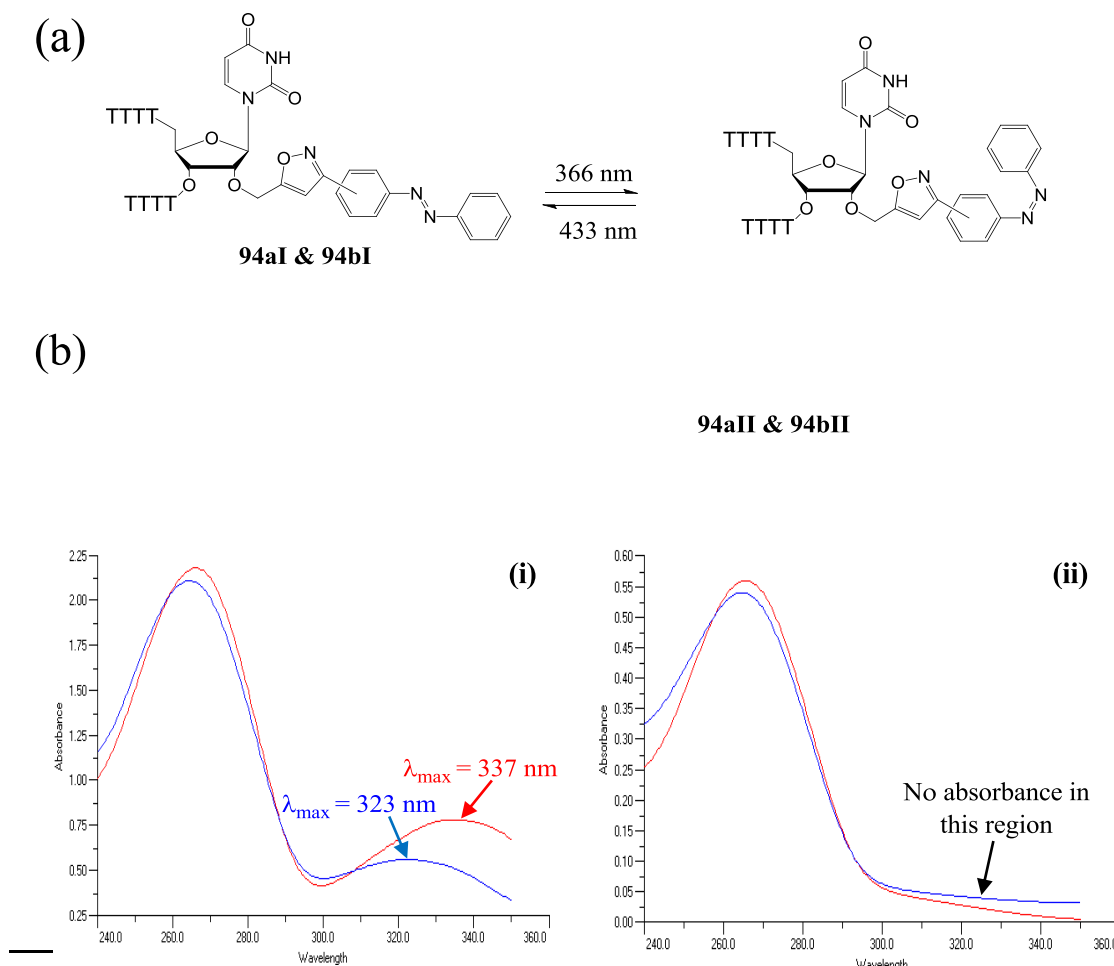 (a)
O
NH
N
O
TTTT
O
O
O
O
N
TTTT
N
N
94aI & 94bI
366 nm
433 nm
O
NH
N
O
TTTT
O
O
O
O
N
TTTT
N
N
(b)
94aII & 94bII
(i)
2.25
2.00
1.75
1.50
1.25
1.00
0.75
0.50
0.25
Absorbance
λmax = 337 nm
λmax = 323 nm
240.0 260.0 280.0 300.0 320.0 340.0 360.0
Wavelength
(ii)
0.60
0.55
0.50
0.45
0.40
0.35
0.30
0.25
0.20
0.15
0.10
0.05
0.00
Absorbance
No absorbance in
this region
240.0 260.0 280.0 300.0 320.0 340.0 360.0
Wavelength